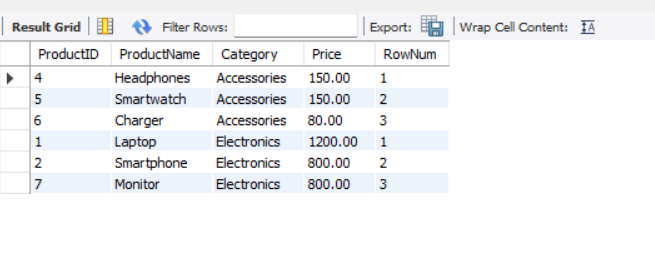 Result Grid Filter Rows: Export: Wrap Cell Content: IA
ProductID ProductName Category Price RowNum
4 Headphones Accessories 150.00 1
5 Smartwatch Accessories 150.00 2
6 Charger Accessories 80.00 3
1 Laptop Electronics 1200.00 1
2 Smartphone Electronics 800.00 2
7 Monitor Electronics 800.00 3